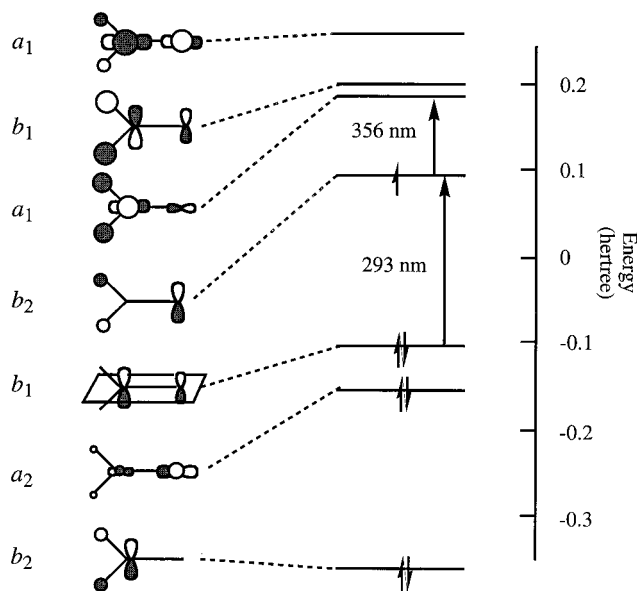 a1
b1
a1
b2
b1
a2
b2
356 nm
293 nm
0.2
0.1
0
-0.1
-0.2
-0.3
Energy
(hertree)